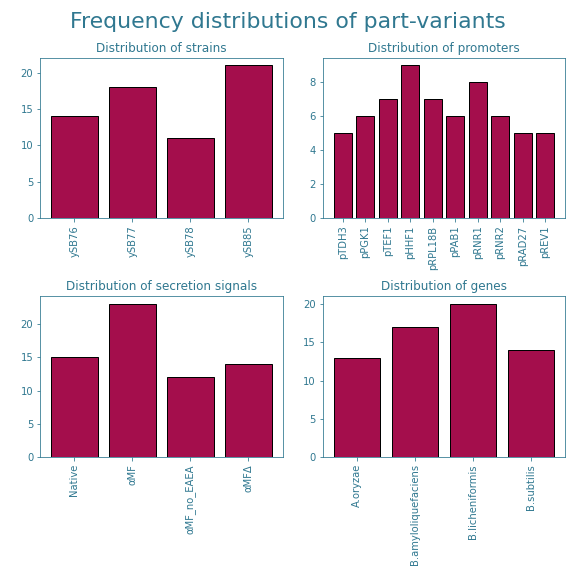 Frequency distributions of part-variants
Distribution of strains
20
15
10
5
0
ySB76
ySB77
ySB78
ySB85
Distribution of promoters
8
6
4
2
0
pTDH3
pPGK1
pTEF1
pHHF1
pRPL18B
pPAB1
pRNR1
pRNR2
pRAD27
pREV1
Distribution of secretion signals
20
15
10
5
0
Native
αMF
αMF_no_EAEA
αMFΔ
Distribution of genes
20
15
10
5
0
A.oryzae
B.amyloliquefaciens
B.licheniformis
B.subtilis